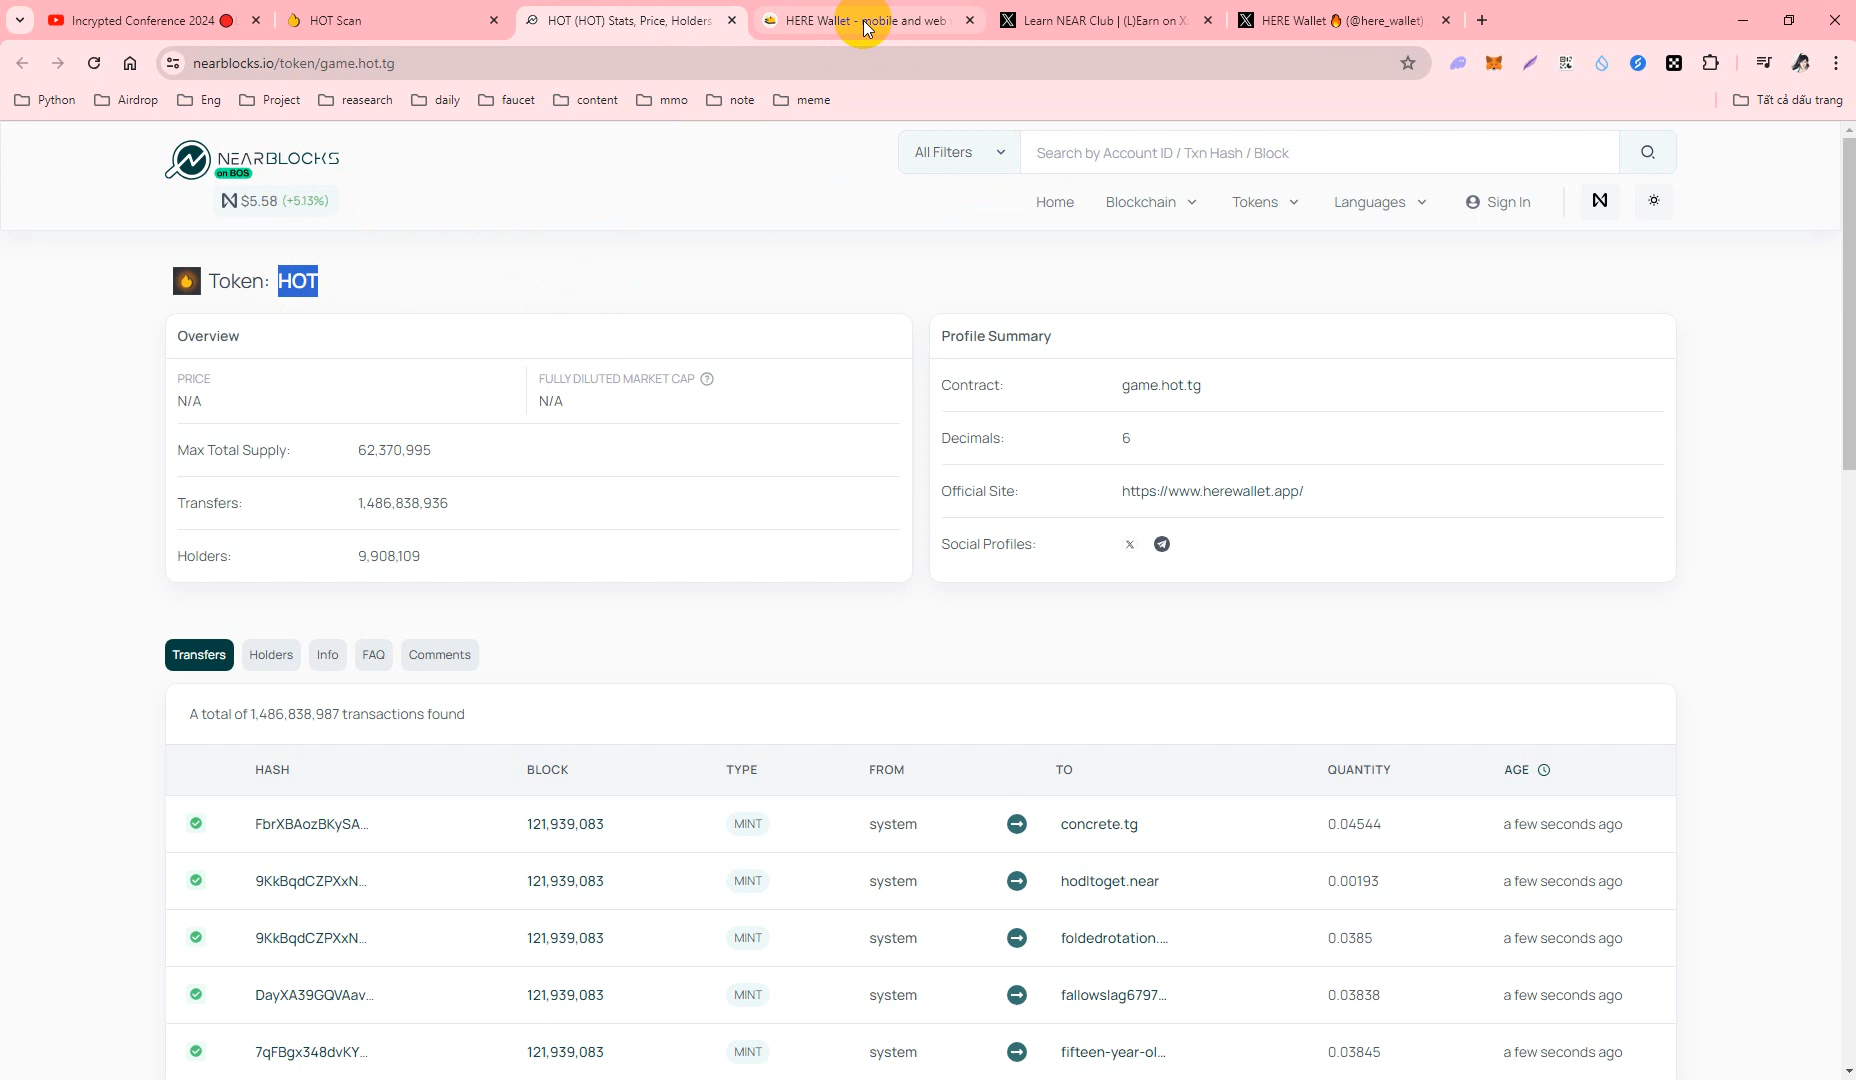 Incrypted Conference 2024
HOT Scan
HOT (HOT) Stats, Price, Holders
HERE Wallet - mobile and web
Learn NEAR Club | (L)Earn on X
HERE Wallet 🔥 (@here_wallet)
nearblocks.io/token/game.hot.tg
Python
Airdrop
Eng
Project
reasearch
daily
faucet
content
mmo
note
meme
Tất cả dấu trang
NEARBLOCKS
on BOS
$5.58 (+5.13%)
All Filters
Search by Account ID / Txn Hash / Block
Home
Blockchain
Tokens
Languages
Sign In
Token: HOT
Overview
PRICE
N/A
FULLY DILUTED MARKET CAP
N/A
Max Total Supply: 62,370,995
Transfers: 1,486,838,936
Holders: 9,908,109
Profile Summary
Contract: game.hot.tg
Decimals: 6
Official Site: https://www.herewallet.app/
Social Profiles:
Transfers
Holders
Info
FAQ
Comments
A total of 1,486,838,987 transactions found
HASH BLOCK TYPE FROM TO QUANTITY AGE
FbrXBAozBKySA... 121,939,083 MINT system concrete.tg 0.04544 a few seconds ago
9KkBqdCZPXxN... 121,939,083 MINT system hodltoget.near 0.00193 a few seconds ago
9KkBqdCZPXxN... 121,939,083 MINT system foldedrotation.... 0.0385 a few seconds ago
DayXA39GQVAav... 121,939,083 MINT system fallowslag6797... 0.03838 a few seconds ago
7qFBgx348dvKY... 121,939,083 MINT system fifteen-year-ol... 0.03845 a few seconds ago